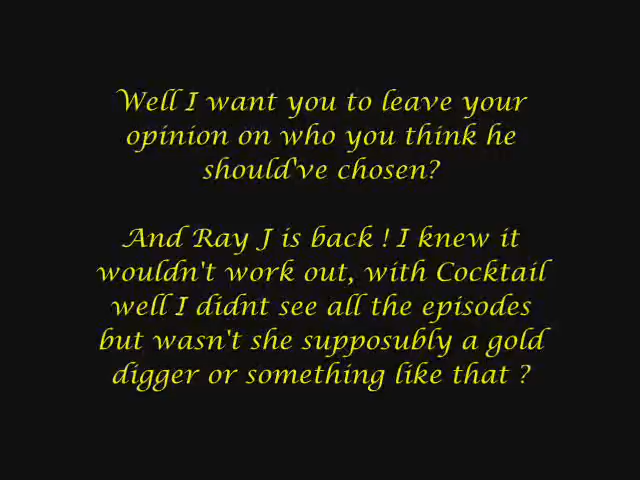 Well I want you to leave your
opinion on who you think he
should've chosen?
And Ray J is back ! I knew it
wouldn't work out, with Cocktail
well I didnt see all the episodes
but wasn't she supposubly a gold
digger or something like that ?